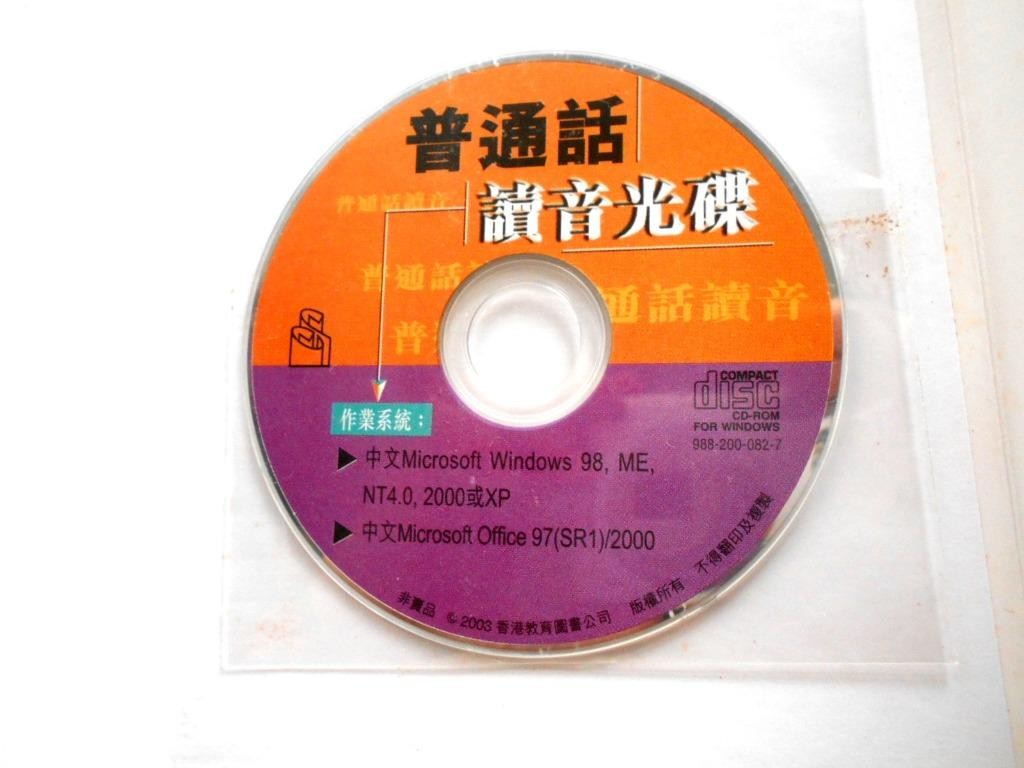 普通話
讀音光碟
普通話讀音
普通話
通話讀音
普
COMPACT
disc
CD-ROM
FOR WINDOWS
988-200-082-7
作業系統：
中文Microsoft Windows 98, ME,
NT4.0, 2000或XP
中文Microsoft Office 97(SR1)/2000
非賣品 © 2003 香港教育圖書公司 版權所有 不得翻印及複製